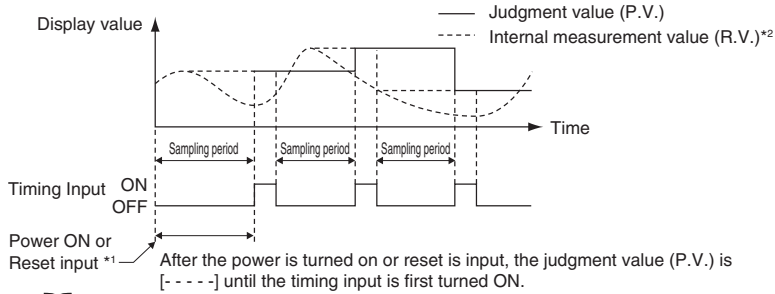 Display value
Judgment value (P.V.)
Internal measurement value (R.V.)*2
Time
Sampling period
Sampling period
Sampling period
Timing Input
ON
OFF
Power ON or
Reset input *1
After the power is turned on or reset is input, the judgment value (P.V.) is
[- - - - -] until the timing input is first turned ON.